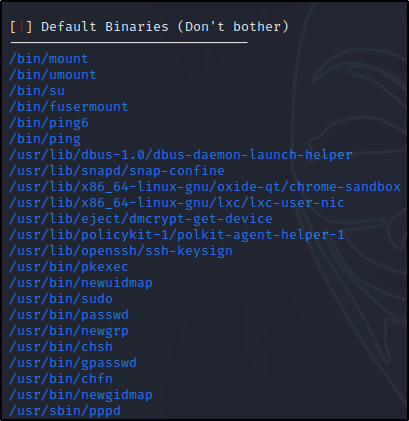 [!] Default Binaries (Don't bother)
------------------------------
/bin/mount
/bin/umount
/bin/su
/bin/fusermount
/bin/ping6
/bin/ping
/usr/lib/dbus-1.0/dbus-daemon-launch-helper
/usr/lib/snapd/snap-confine
/usr/lib/x86_64-linux-gnu/oxide-qt/chrome-sandbox
/usr/lib/x86_64-linux-gnu/lxc/lxc-user-nic
/usr/lib/eject/dmcrypt-get-device
/usr/lib/policykit-1/polkit-agent-helper-1
/usr/lib/openssh/ssh-keysign
/usr/bin/pkexec
/usr/bin/newuidmap
/usr/bin/sudo
/usr/bin/passwd
/usr/bin/newgrp
/usr/bin/chsh
/usr/bin/gpasswd
/usr/bin/chfn
/usr/bin/newgidmap
/usr/sbin/pppd